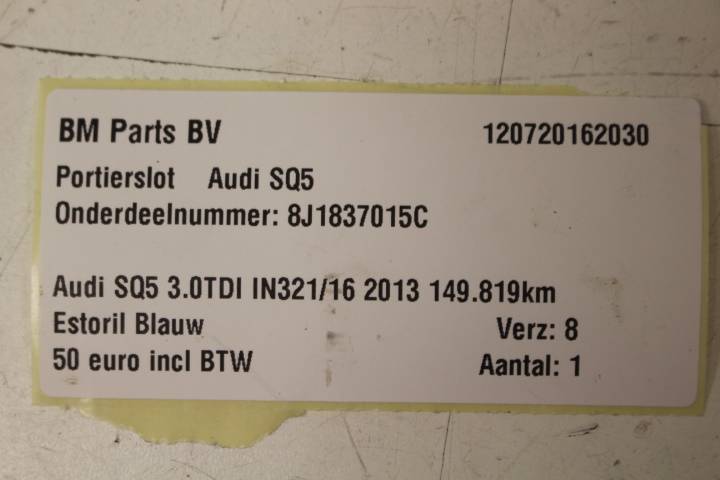 BM Parts BV 120720162030
Portierslot Audi SQ5
Onderdeelnummer: 8J1837015C
Audi SQ5 3.0TDI IN321/16 2013 149.819km
Estoril Blauw Verz: 8
50 euro incl BTW Aantal: 1